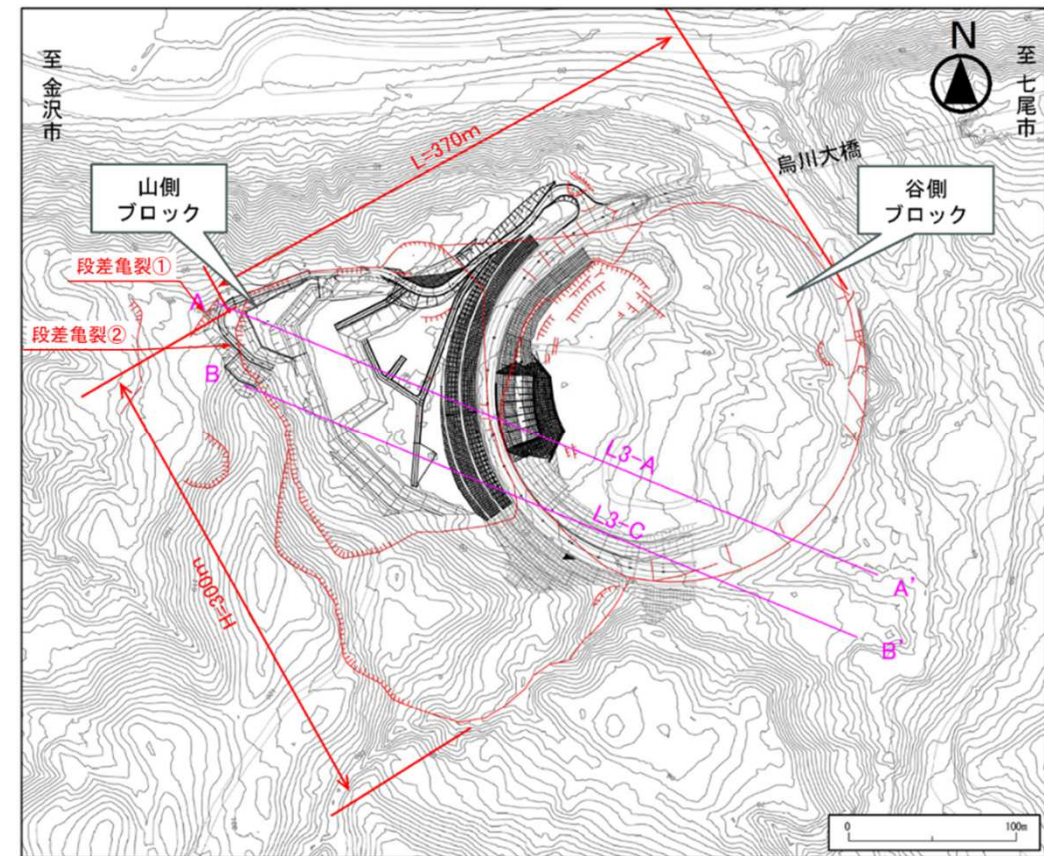 至 金沢市
N
至 七尾市
L=370m
烏川大橋
山側
ブロック
谷側
ブロック
段差亀裂①
A
段差亀裂②
B
L3-A
L3-C
H=300m
A'
B'
0
100m